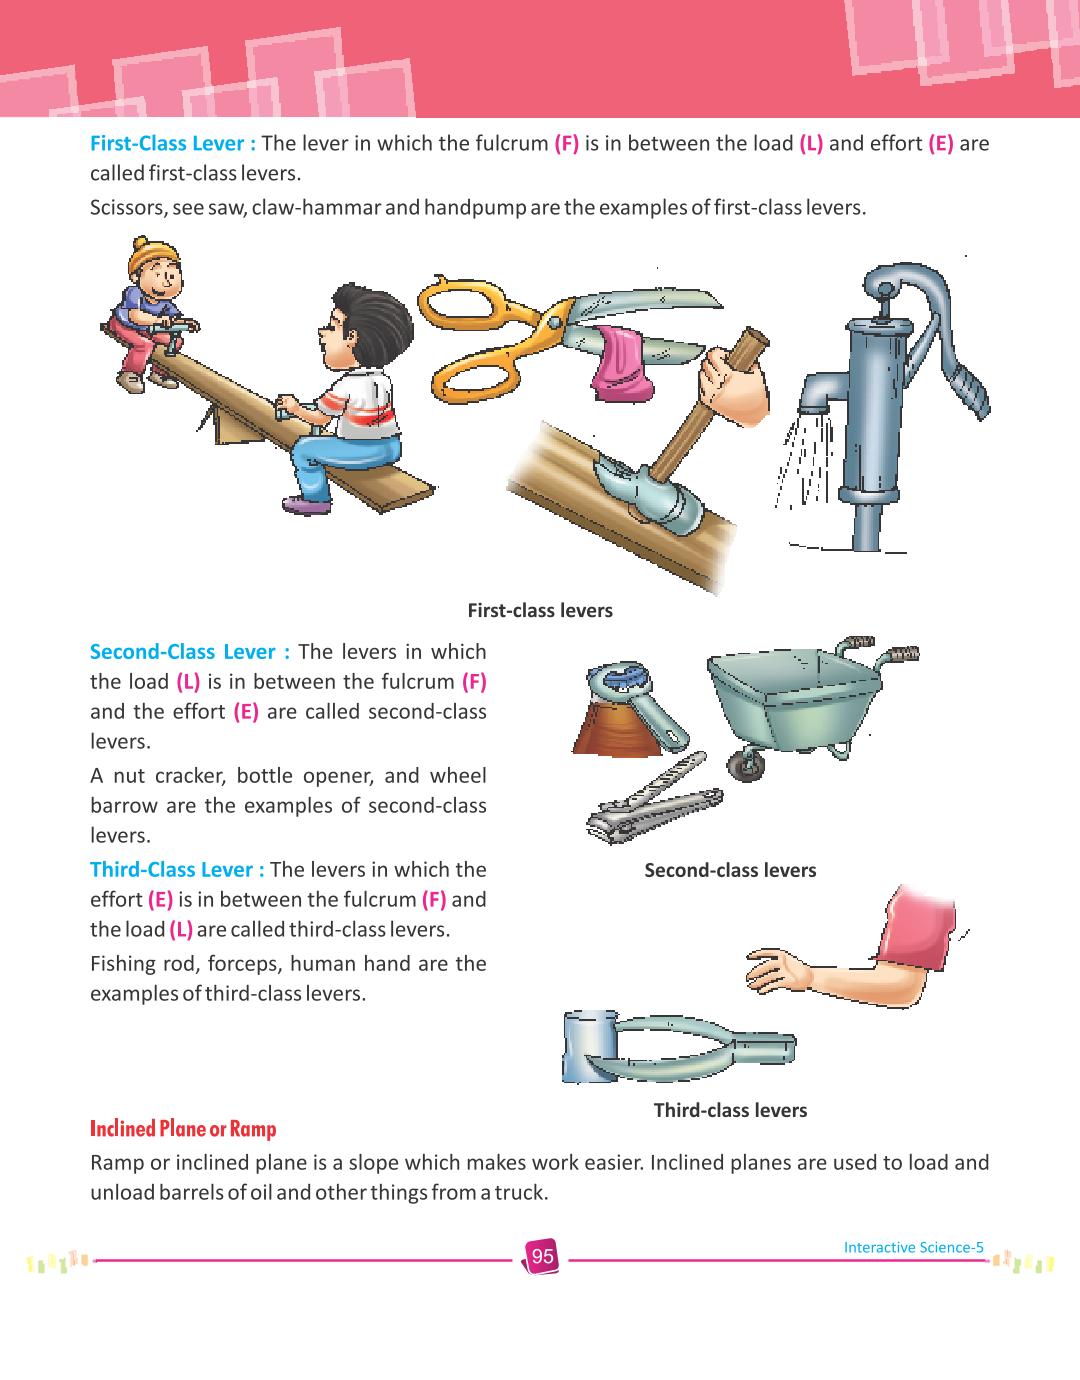 First-Class Lever : The lever in which the fulcrum (F) is in between the load (L) and effort (E) are
called first-class levers.
Scissors, see saw, claw-hammar and handpump are the examples of first-class levers.
First-class levers
Second-Class Lever : The levers in which
the load (L) is in between the fulcrum (F)
and the effort (E) are called second-class
levers.
A nut cracker, bottle opener, and wheel
barrow are the examples of second-class
levers.
Second-class levers
Third-Class Lever : The levers in which the
effort (E) is in between the fulcrum (F) and
the load (L) are called third-class levers.
Fishing rod, forceps, human hand are the
examples of third-class levers.
Third-class levers
Inclined Plane or Ramp
Ramp or inclined plane is a slope which makes work easier. Inclined planes are used to load and
unload barrels of oil and other things from a truck.
95
Interactive Science-5